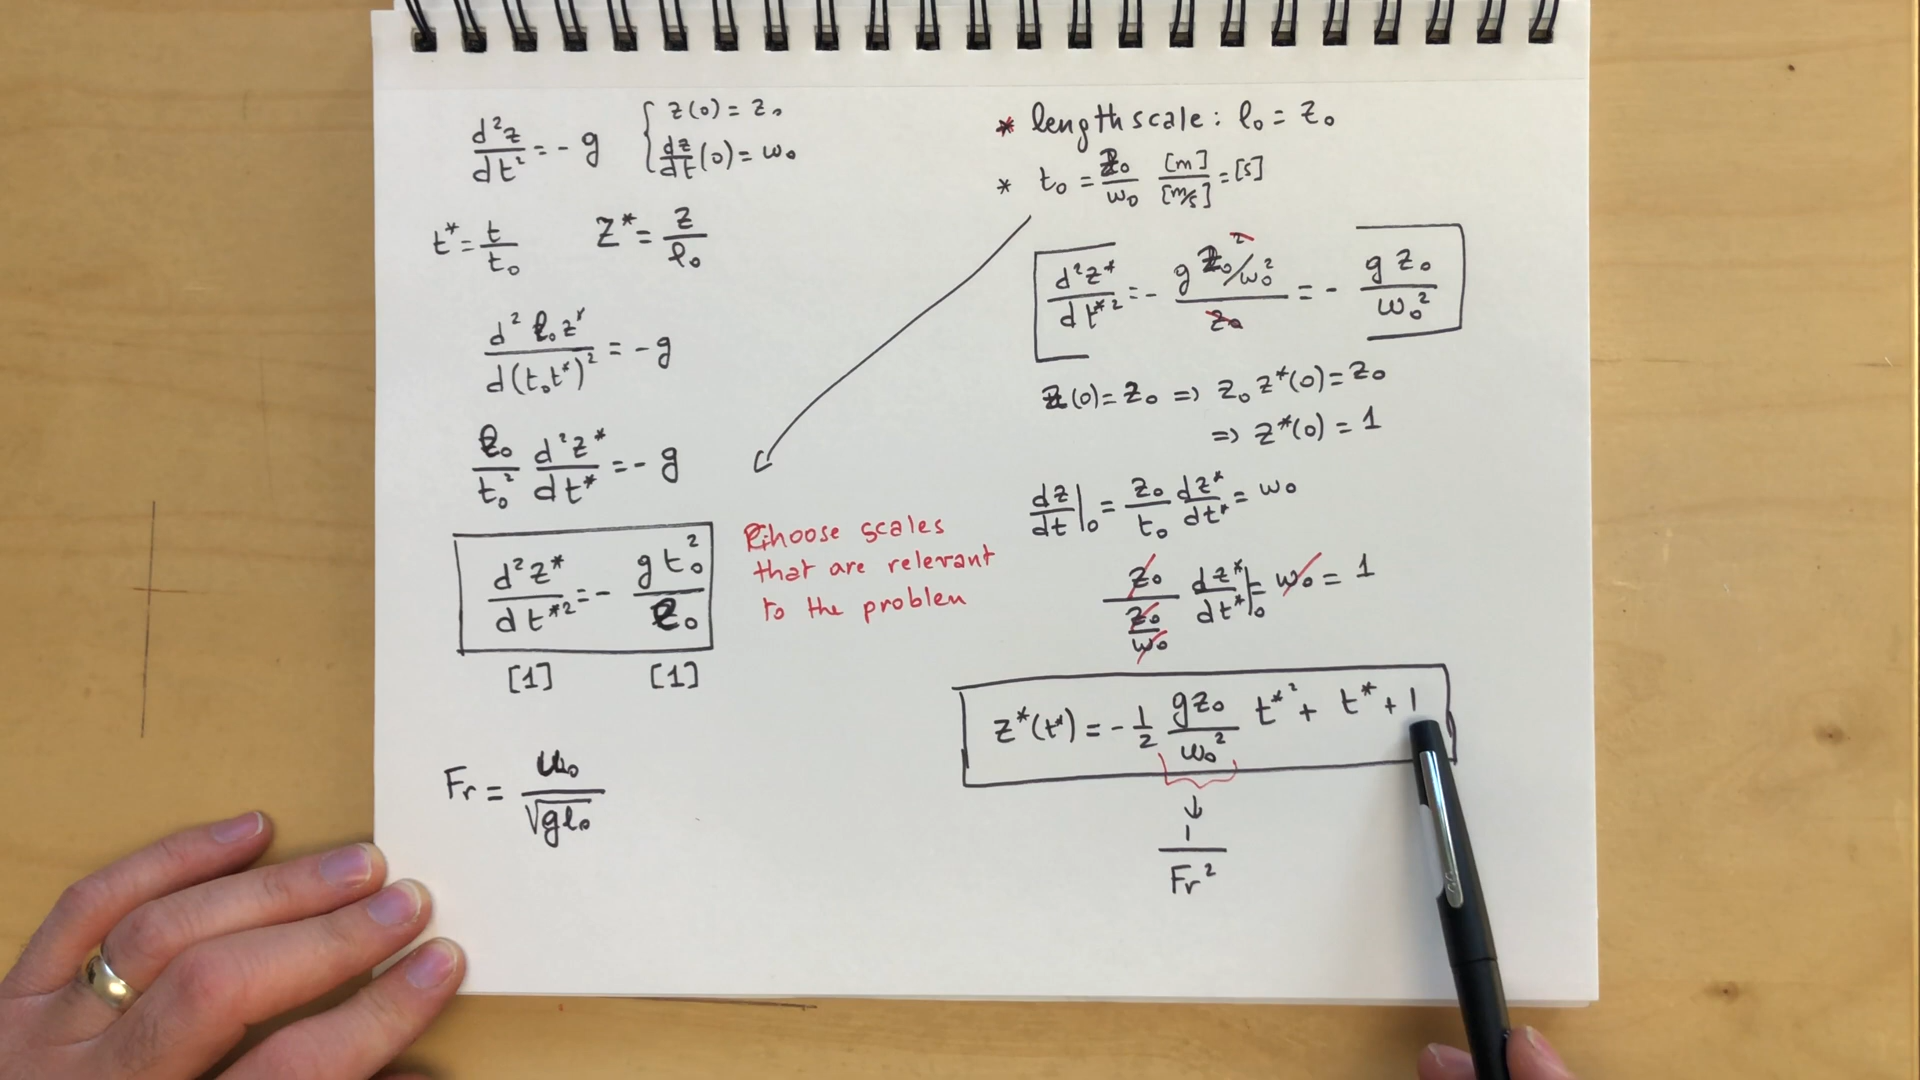 d²z/dt² = - g { z(0) = z₀
dz/dt (0) = w₀
t* = t/t₀ z* = z/l₀
d² l₀ z*/d(t₀t*)² = - g
l₀/t₀² d²z*/dt* = - g
d²z*/dt*² = - g t₀²/l₀
[1] [1]
Fr = u₀/√gl₀
Choose scales
that are relevant
to the problem
* lengthscale: l₀ = z₀
* t₀ = z₀/w₀ [m]/[m/s] = [s]
d²z*/dt*² = - g z₀²/w₀²/z₀ = - g z₀/w₀²
z(0) = z₀ => z₀ z*(0) = z₀
=> z*(0) = 1
dz/dt|₀ = z₀/t₀ dz*/dt* = w₀
z₀/(z₀/w₀) dz*/dt*|₀ = w₀ = 1
z*(t*) = - 1/2 gz₀/w₀² t*² + t* + 1
↓
1/Fr²